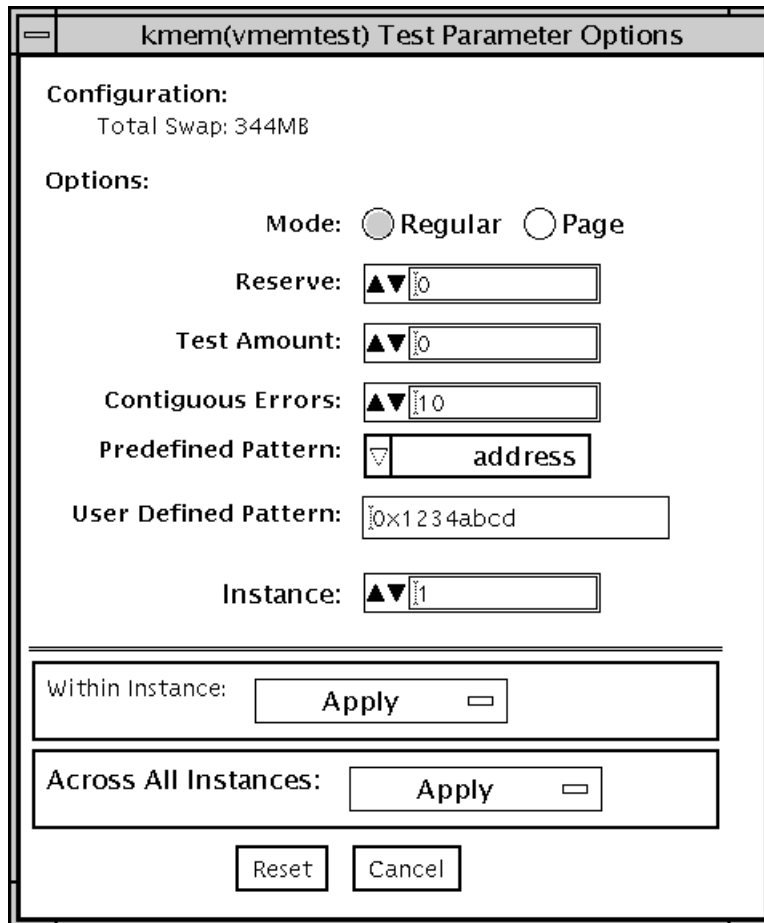 kmem(vmemtest) Test Parameter Options
Configuration:
Total Swap: 344MB
Options:
Mode: Regular Page
Reserve: 0
Test Amount: 0
Contiguous Errors: 10
Predefined Pattern: address
User Defined Pattern: 0x1234abcd
Instance: 1
Within Instance: Apply
Across All Instances: Apply
Reset Cancel